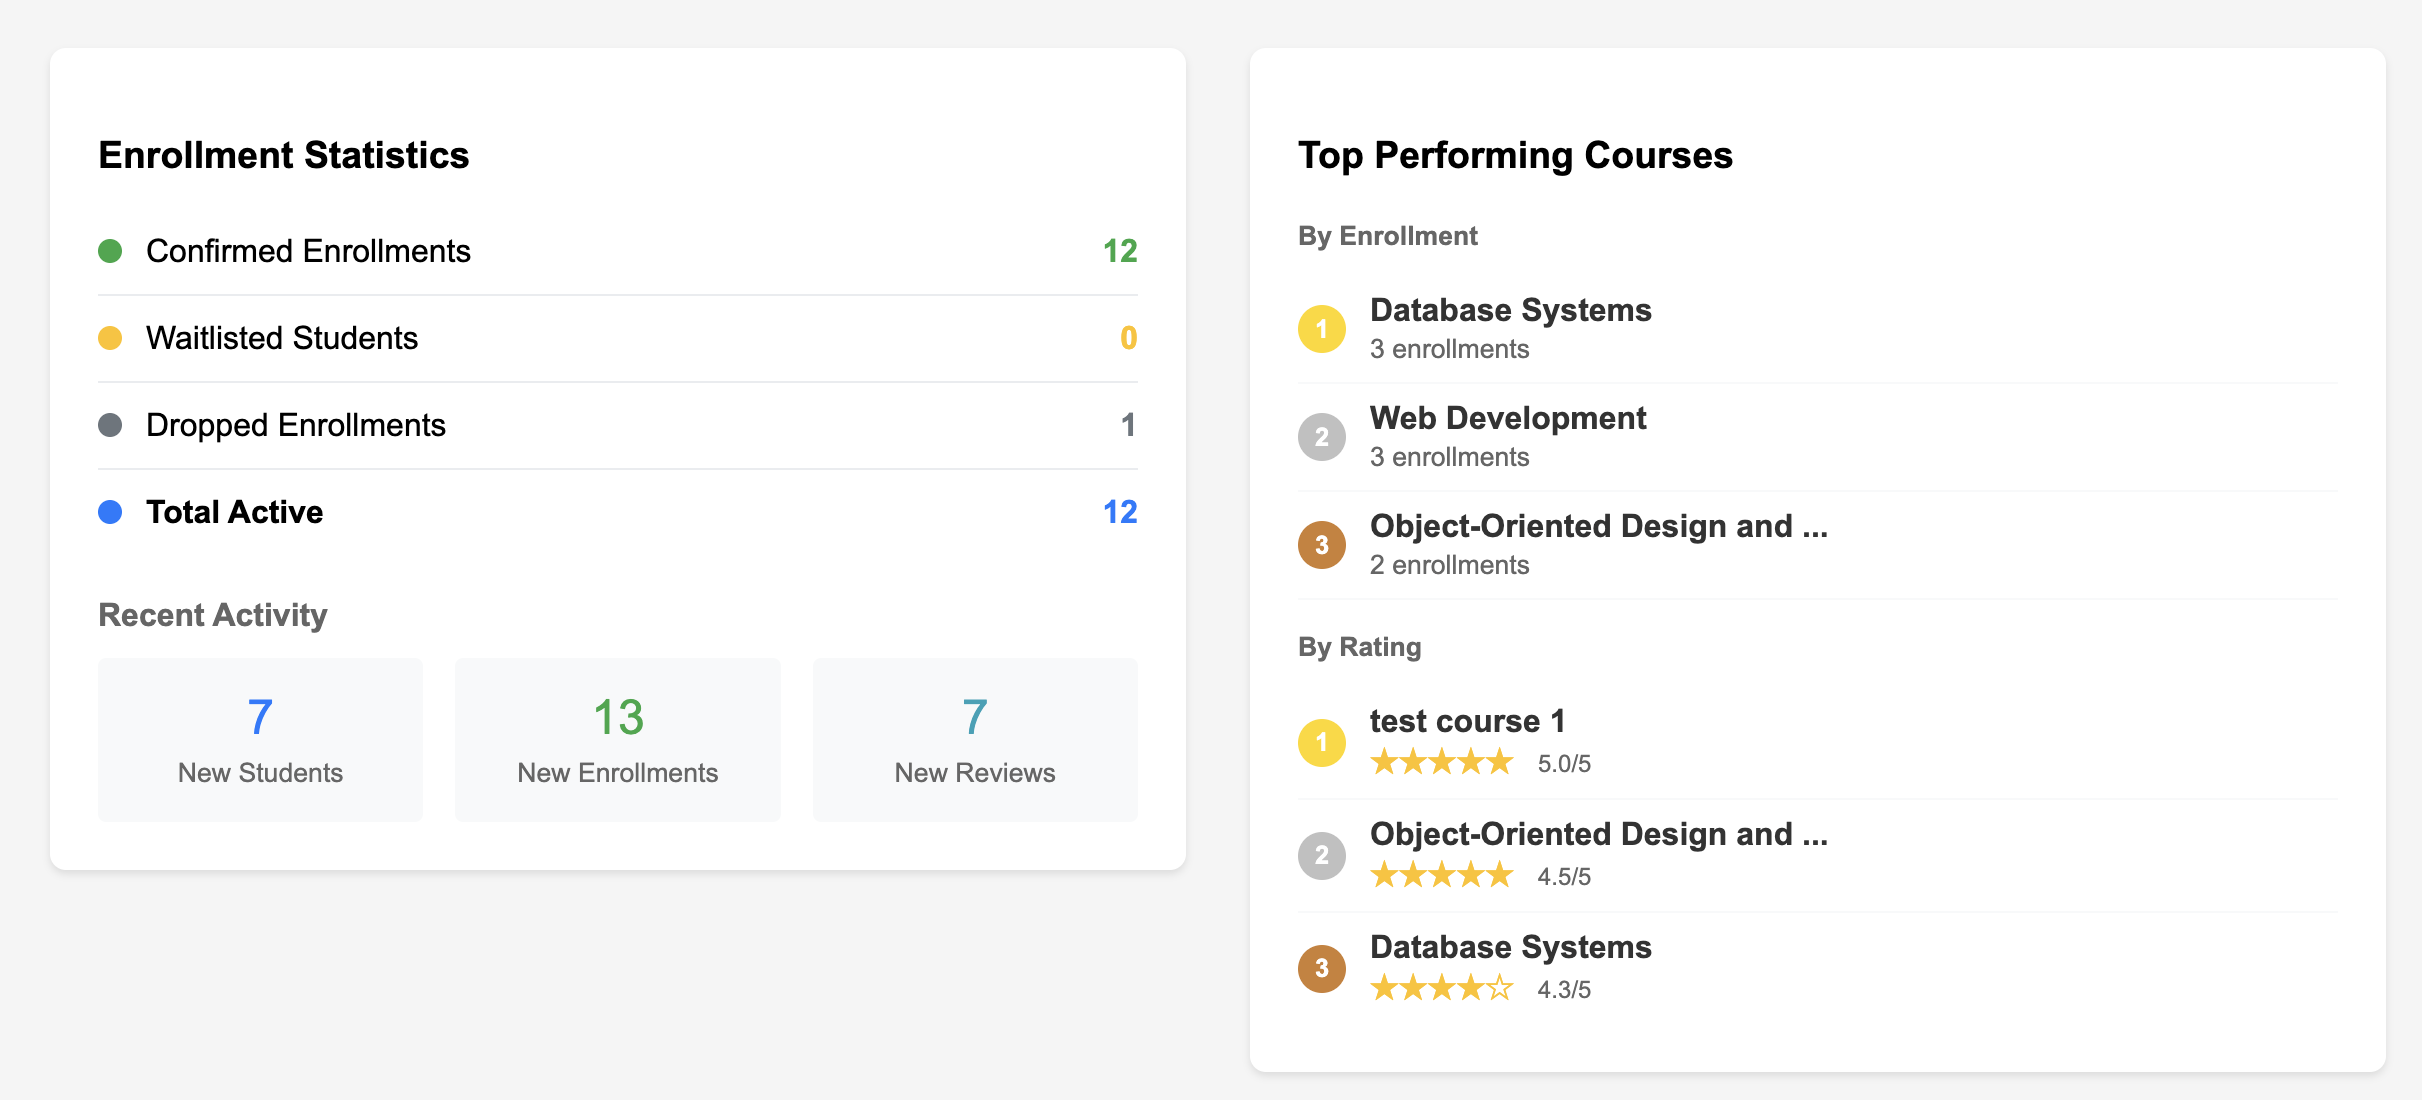 Enrollment Statistics
Confirmed Enrollments 12
Waitlisted Students 0
Dropped Enrollments 1
Total Active 12
Recent Activity
7
New Students
13
New Enrollments
7
New Reviews
Top Performing Courses
By Enrollment
1 Database Systems
3 enrollments
2 Web Development
3 enrollments
3 Object-Oriented Design and ...
2 enrollments
By Rating
1 test course 1
★★★★★ 5.0/5
2 Object-Oriented Design and ...
★★★★★ 4.5/5
3 Database Systems
★★★★☆ 4.3/5